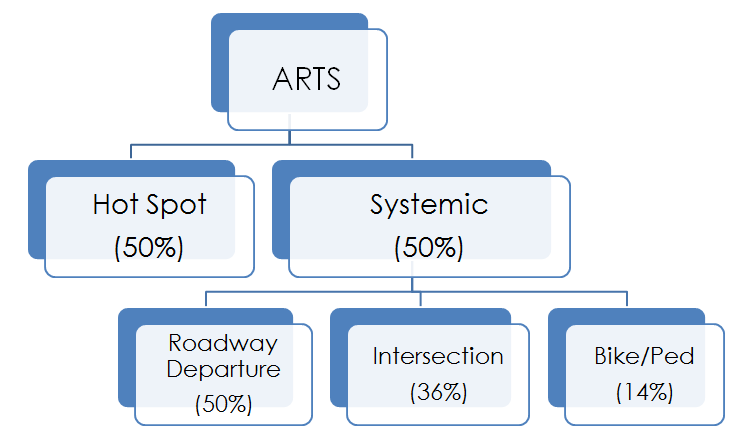 ARTS
Hot Spot
(50%)
Systemic
(50%)
Roadway
Departure
(50%)
Intersection
(36%)
Bike/Ped
(14%)